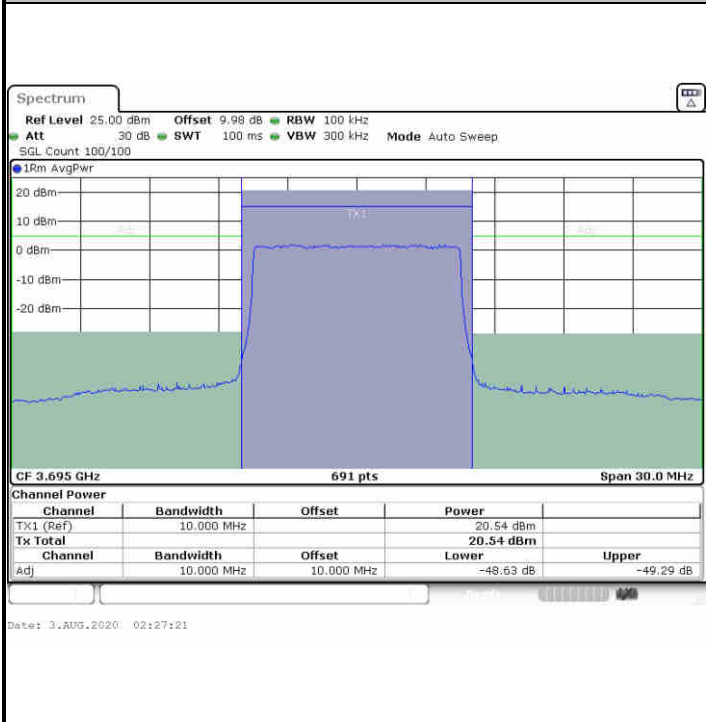 Spectrum
Ref Level 25.00 dBm Offset 9.98 dB RBW 100 kHz
Att 30 dB SWT 100 ms VBW 300 kHz Mode Auto Sweep
SGL Count 100/100
1Rm AvgPwr
20 dBm
TX1
10 dBm
Adj Adj
0 dBm
-10 dBm
-20 dBm
CF 3.695 GHz 691 pts Span 30.0 MHz
Channel Power
Channel Bandwidth Offset Power
TX1 (Ref) 10.000 MHz 20.54 dBm
Tx Total 20.54 dBm
Channel Bandwidth Offset Lower Upper
Adj 10.000 MHz 10.000 MHz -48.63 dB -49.29 dB
Date: 3.AUG.2020 02:27:21